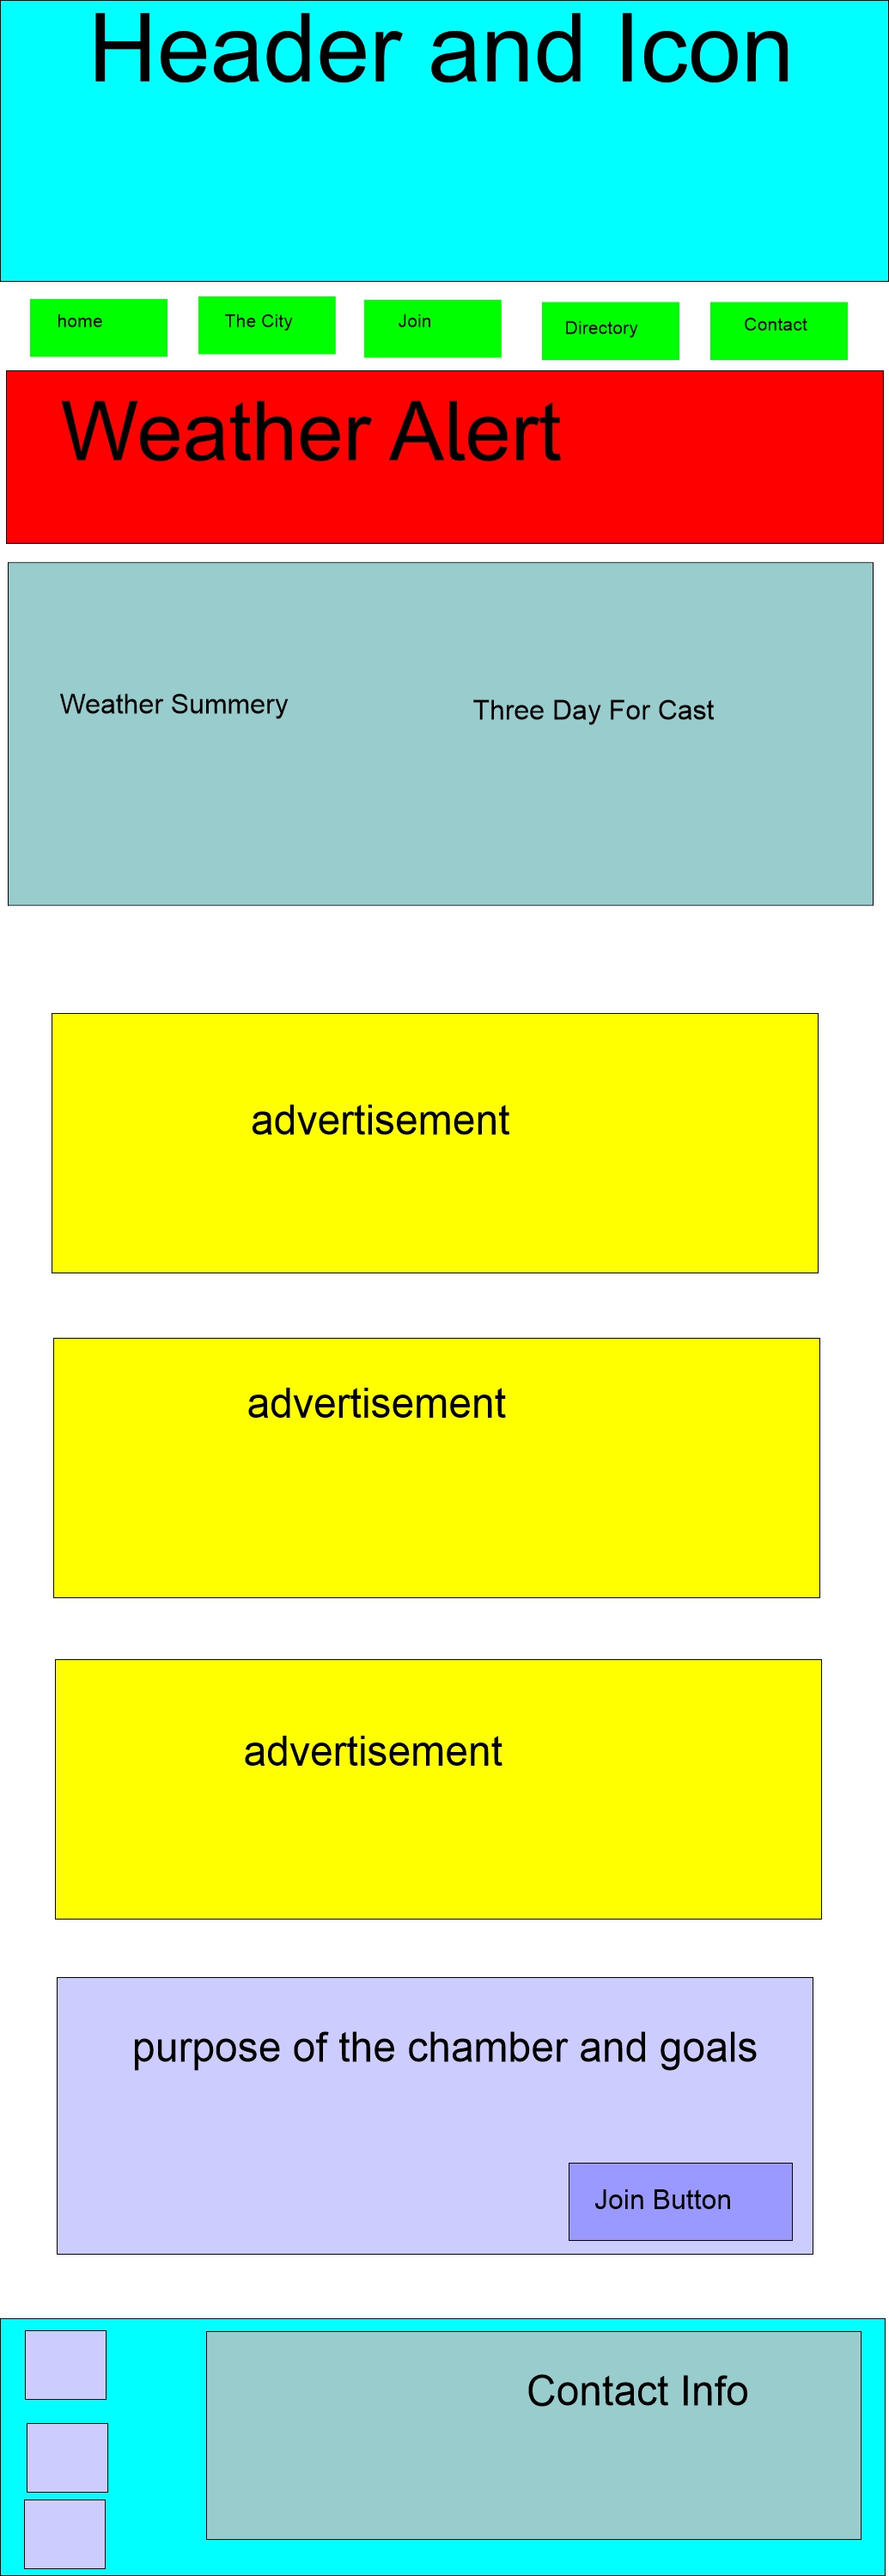 Header and Icon
home
The City
Join
Directory
Contact
Weather Alert
Weather Summery
Three Day For Cast
advertisement
advertisement
advertisement
purpose of the chamber and goals
Join Button
Contact Info